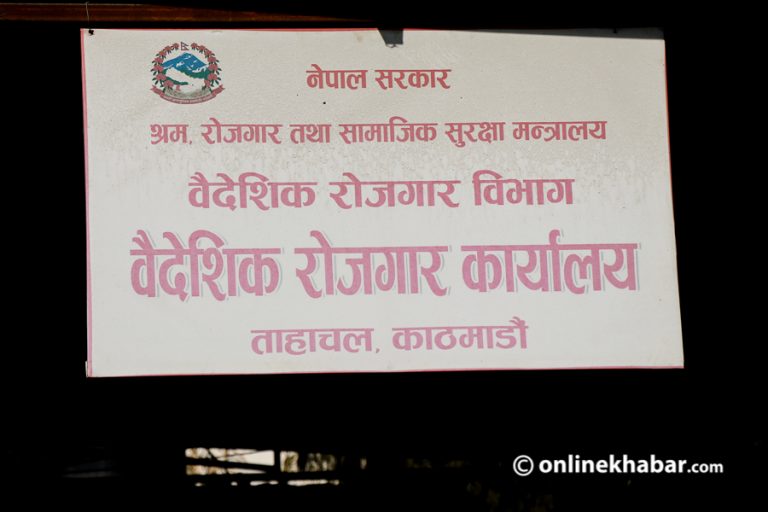 नेपाल सरकार
श्रम, रोजगार तथा सामाजिक सुरक्षा मन्त्रालय
वैदेशिक रोजगार विभाग
वैदेशिक रोजगार कार्यालय
ताहाचल, काठमाडौं
© onlinekhabar.com